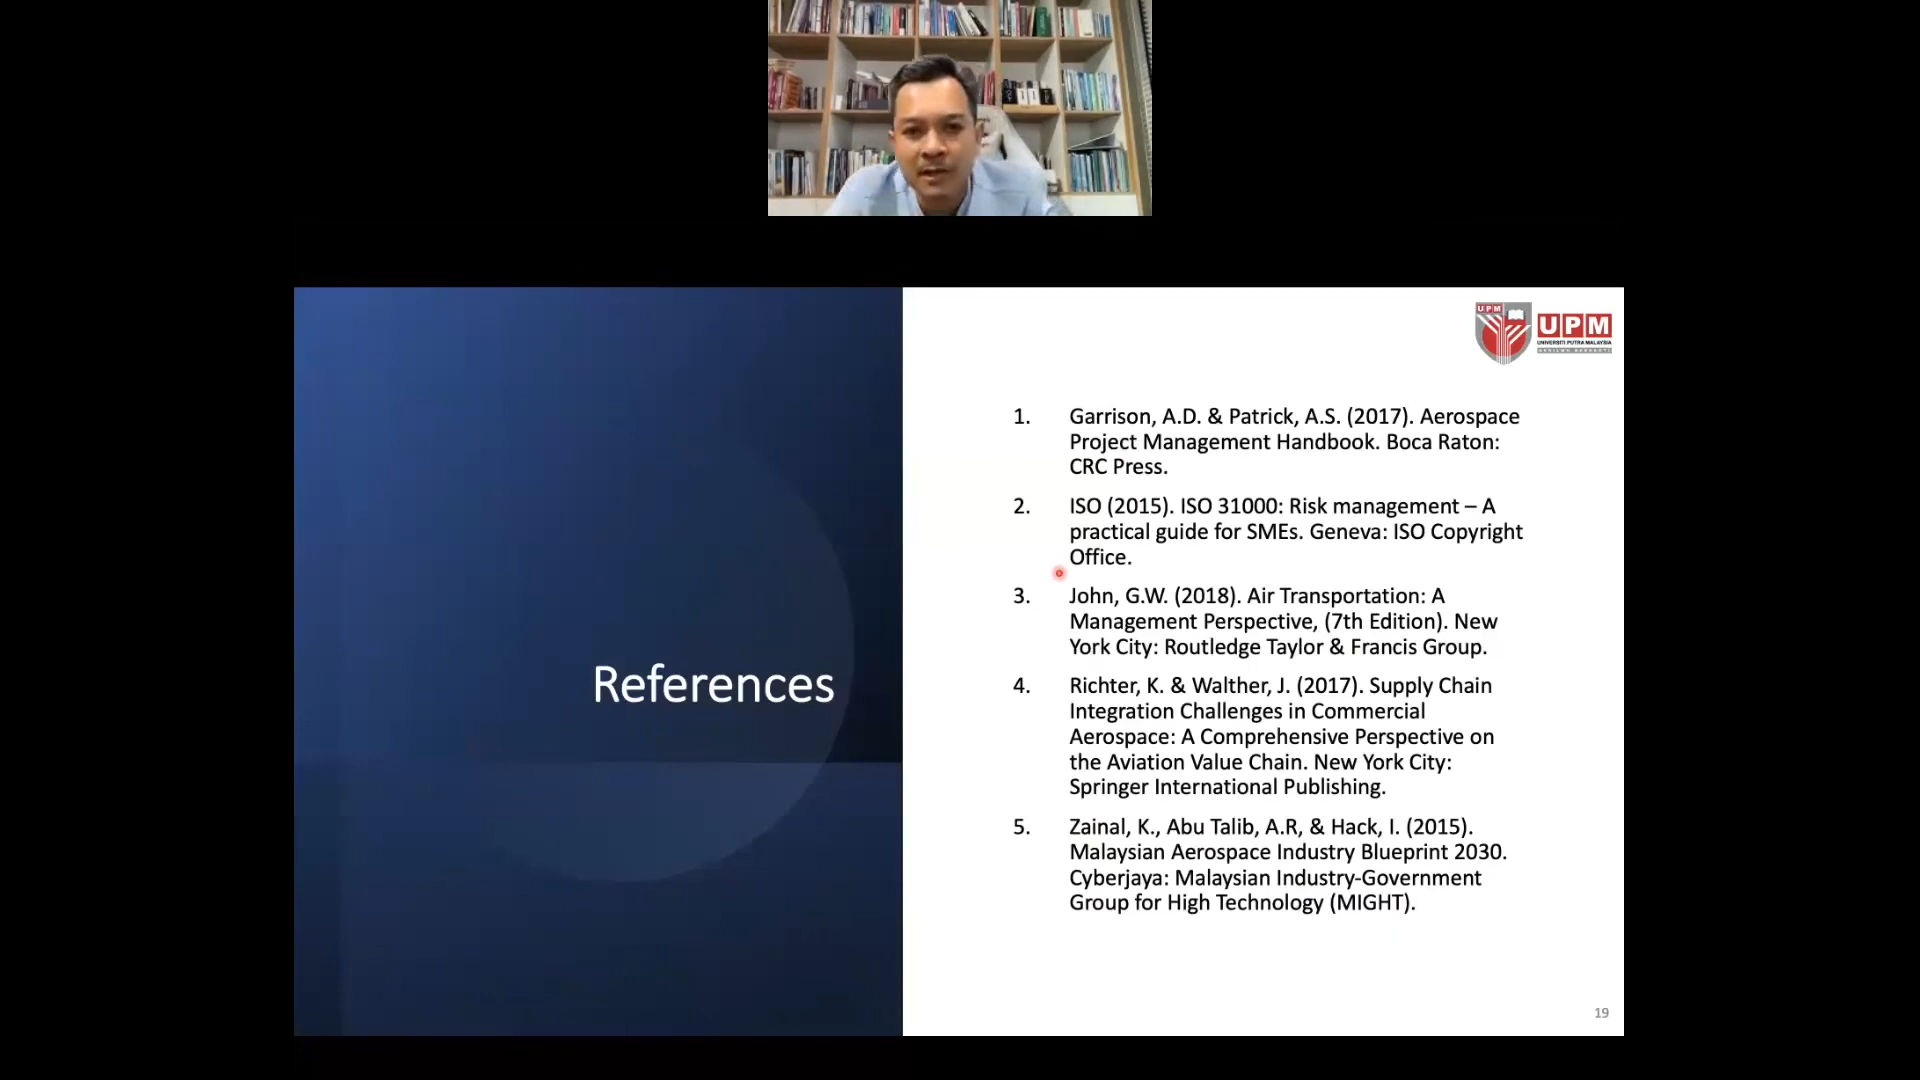 UPM
UPM
UNIVERSITI PUTRA MALAYSIA
References
1. Garrison, A.D. & Patrick, A.S. (2017). Aerospace
Project Management Handbook. Boca Raton:
CRC Press.
2. ISO (2015). ISO 31000: Risk management – A
practical guide for SMEs. Geneva: ISO Copyright
Office.
3. John, G.W. (2018). Air Transportation: A
Management Perspective, (7th Edition). New
York City: Routledge Taylor & Francis Group.
4. Richter, K. & Walther, J. (2017). Supply Chain
Integration Challenges in Commercial
Aerospace: A Comprehensive Perspective on
the Aviation Value Chain. New York City:
Springer International Publishing.
5. Zainal, K., Abu Talib, A.R, & Hack, I. (2015).
Malaysian Aerospace Industry Blueprint 2030.
Cyberjaya: Malaysian Industry-Government
Group for High Technology (MIGHT).
19